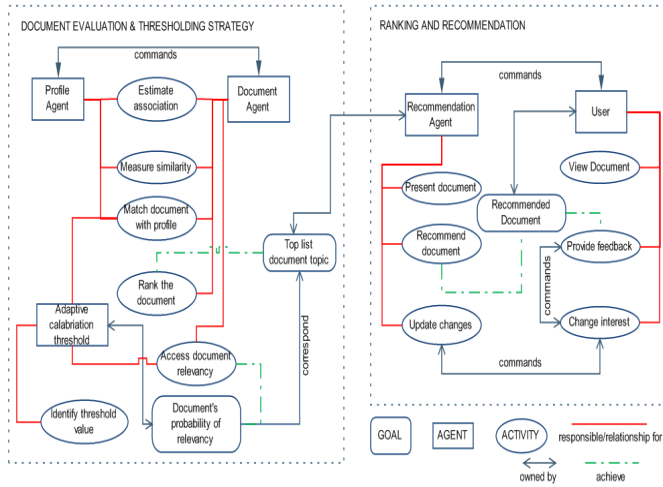 DOCUMENT EVALUATION & THRESHOLDING STRATEGY
RANKING AND RECOMMENDATION
commands
commands
Profile
Agent
Estimate
association
Document
Agent
Recommendation
Agent
User
Measure similarity
View Document
Present document
Match document
with profile
Recommended
Document
Top list
document topic
Recommend
document
Provide feedback
Rank the
document
commands
Adaptive
calabriation
threshold
Update changes
Change interest
Access document
relevancy
correspond
commands
Identify threshold
value
Document's
probability of
relevancy
GOAL
AGENT
ACTIVITY
responsible/relationship for
owned by
achieve